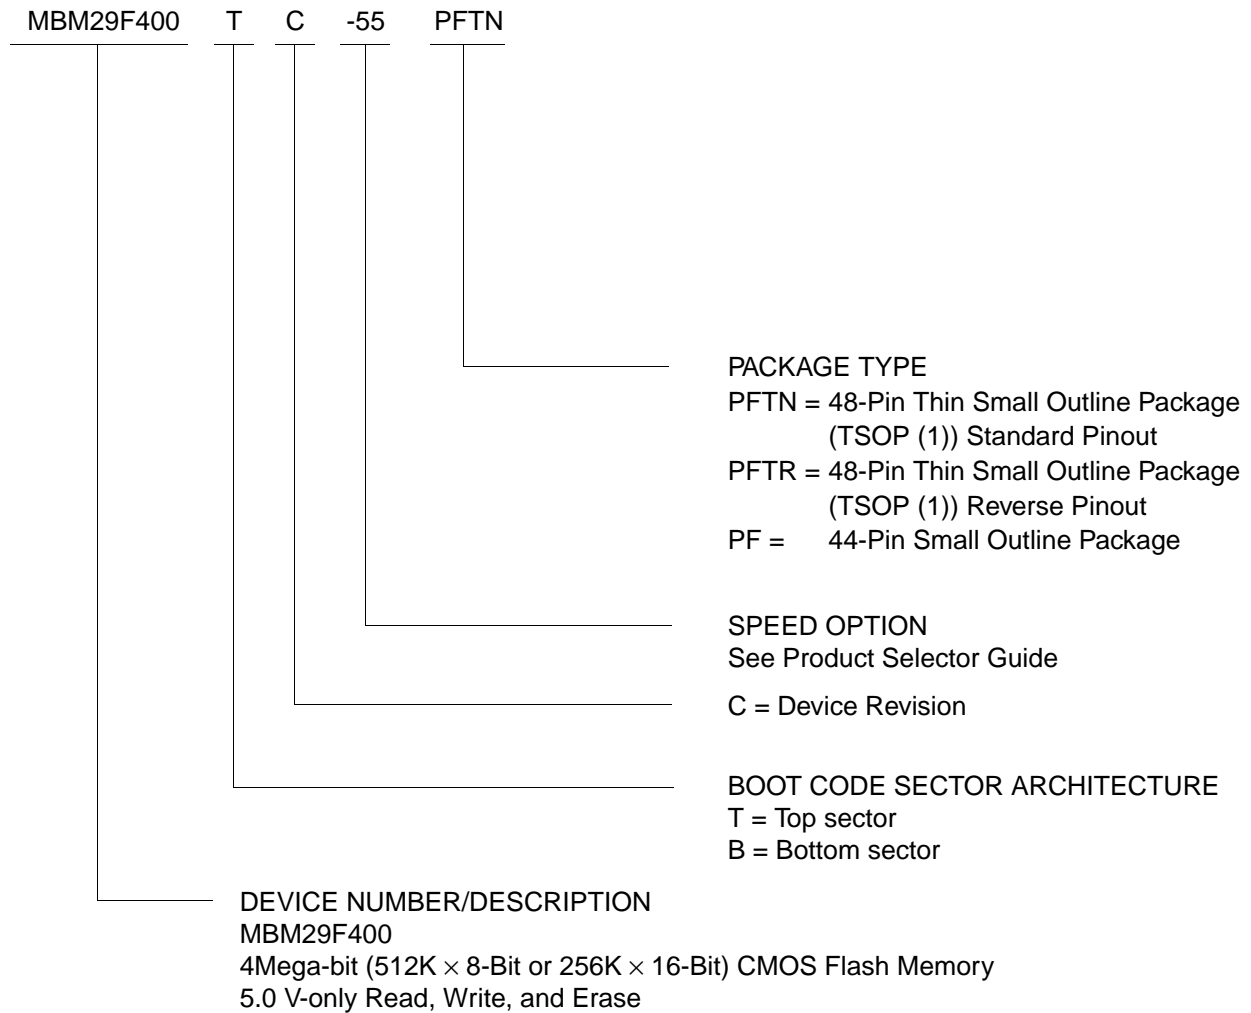 MBM29F400 T C -55 PFTN
PACKAGE TYPE
PFTN = 48-Pin Thin Small Outline Package
(TSOP (1)) Standard Pinout
PFTR = 48-Pin Thin Small Outline Package
(TSOP (1)) Reverse Pinout
PF = 44-Pin Small Outline Package
SPEED OPTION
See Product Selector Guide
C = Device Revision
BOOT CODE SECTOR ARCHITECTURE
T = Top sector
B = Bottom sector
DEVICE NUMBER/DESCRIPTION
MBM29F400
4Mega-bit (512K × 8-Bit or 256K × 16-Bit) CMOS Flash Memory
5.0 V-only Read, Write, and Erase